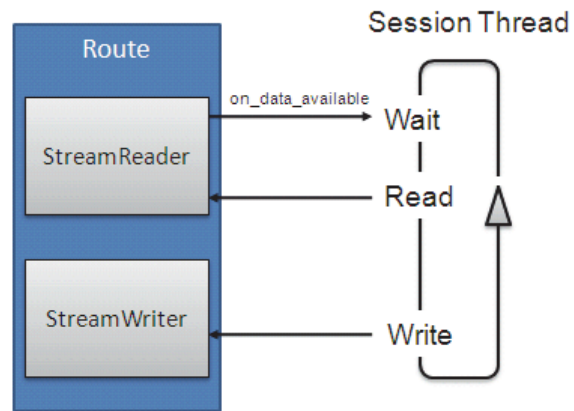 Session Thread
Route
on_data_available
Wait
StreamReader
Read
StreamWriter
Write